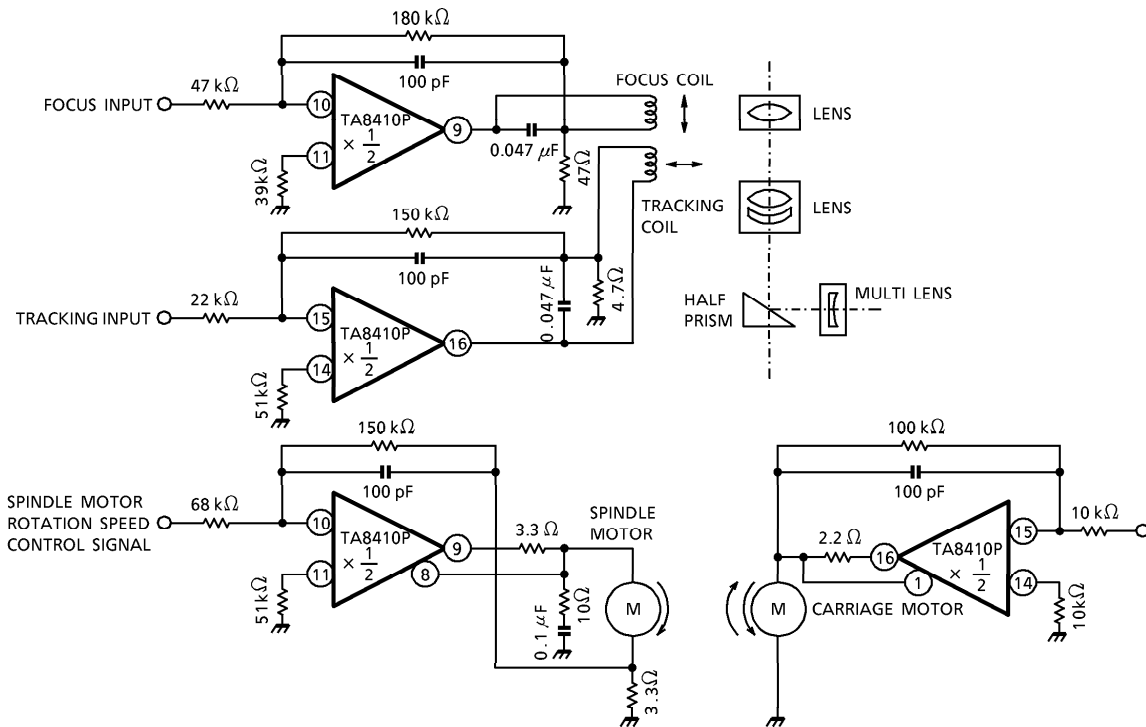 180 kΩ
100 pF
47 kΩ
FOCUS INPUT
10
TA8410P
× 1/2
9
11
39kΩ
0.047 μF
47Ω
FOCUS COIL
LENS
150 kΩ
100 pF
TRACKING
COIL
LENS
22 kΩ
TRACKING INPUT
15
TA8410P
× 1/2
16
14
51kΩ
0.047 μF
4.7Ω
HALF
PRISM
MULTI LENS
150 kΩ
100 pF
SPINDLE MOTOR
ROTATION SPEED
CONTROL SIGNAL
68 kΩ
10
TA8410P
× 1/2
9
8
11
51kΩ
3.3 Ω
10Ω
0.1 μF
SPINDLE
MOTOR
M
3.3Ω
100 kΩ
100 pF
10 kΩ
15
TA8410P
× 1/2
16
1
14
2.2 Ω
10kΩ
M
CARRIAGE MOTOR